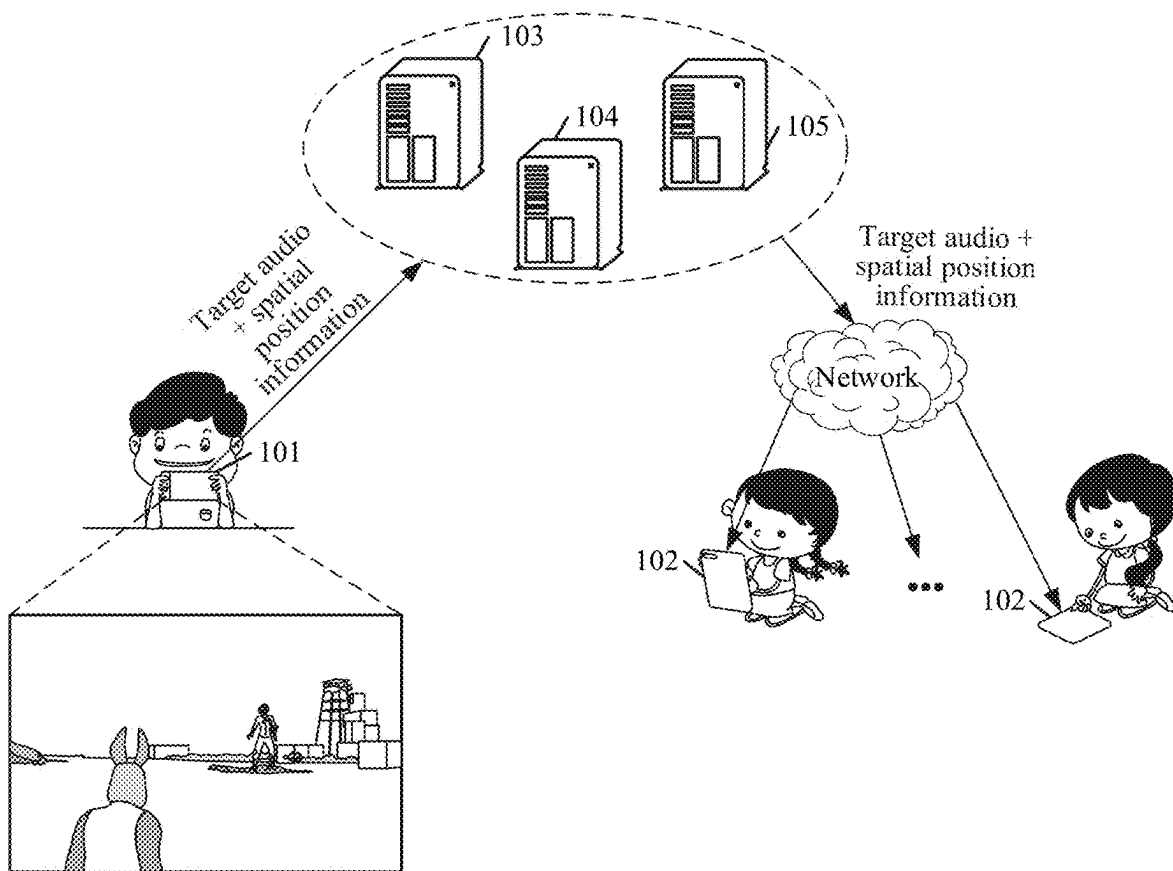 103
104
105
Target audio
+ spatial
position
information
Target audio +
spatial position
information
Network
101
102
102